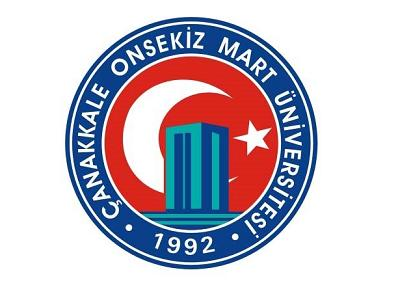 ÇANAKKALE ONSEKİZ MART ÜNİVERSİTESİ
• 1992 •